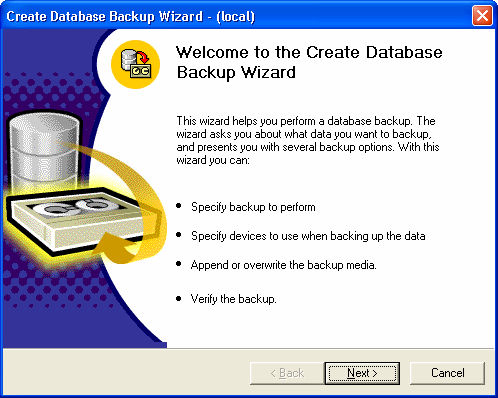 Create Database Backup Wizard - (local)
Welcome to the Create Database
Backup Wizard
This wizard helps you perform a database backup. The
wizard asks you about what data you want to backup,
and presents you with several backup options. With this
wizard you can:
• Specify backup to perform
• Specify devices to use when backing up the data
• Append or overwrite the backup media.
• Verify the backup.
< Back
Next >
Cancel